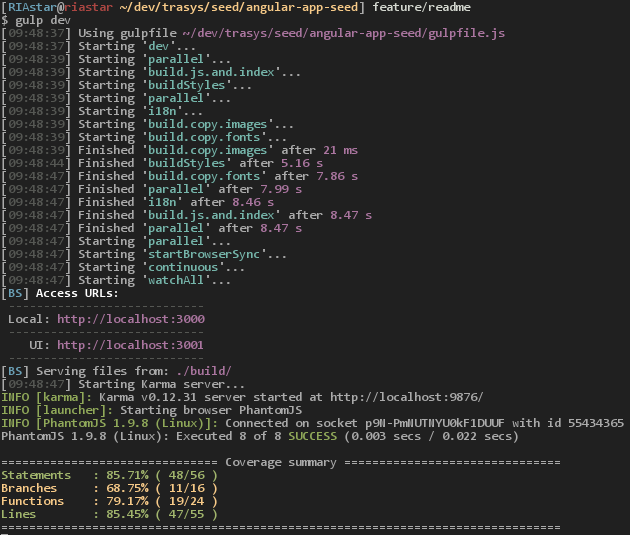 [RIAstar@riastar ~/dev/trasys/seed/angular-app-seed] feature/readme
$ gulp dev
[09:48:37] Using gulpfile ~/dev/trasys/seed/angular-app-seed/gulpfile.js
[09:48:37] Starting 'dev'...
[09:48:39] Starting 'parallel'...
[09:48:39] Starting 'build.js.and.index'...
[09:48:39] Starting 'buildStyles'...
[09:48:39] Starting 'parallel'...
[09:48:39] Starting 'i18n'...
[09:48:39] Starting 'build.copy.images'...
[09:48:39] Starting 'build.copy.fonts'...
[09:48:39] Finished 'build.copy.images' after 21 ms
[09:48:44] Finished 'buildStyles' after 5.16 s
[09:48:47] Finished 'build.copy.fonts' after 7.86 s
[09:48:47] Finished 'parallel' after 7.99 s
[09:48:47] Finished 'i18n' after 8.46 s
[09:48:47] Finished 'build.js.and.index' after 8.47 s
[09:48:47] Finished 'parallel' after 8.47 s
[09:48:47] Starting 'parallel'...
[09:48:47] Starting 'startBrowserSync'...
[09:48:47] Starting 'continuous'...
[09:48:47] Starting 'watchAll'...
[BS] Access URLs:
----------------------------
Local: http://localhost:3000
----------------------------
UI: http://localhost:3001
----------------------------
[BS] Serving files from: ./build/
[09:48:47] Starting Karma server...
INFO [karma]: Karma v0.12.31 server started at http://localhost:9876/
INFO [launcher]: Starting browser PhantomJS
INFO [PhantomJS 1.9.8 (Linux)]: Connected on socket p9N-PmNUTNYU0kF1DUUF with id 55434365
PhantomJS 1.9.8 (Linux): Executed 8 of 8 SUCCESS (0.003 secs / 0.022 secs)
=============================== Coverage summary ===============================
Statements   : 85.71% ( 48/56 )
Branches     : 68.75% ( 11/16 )
Functions    : 79.17% ( 19/24 )
Lines        : 85.45% ( 47/55 )
================================================================================